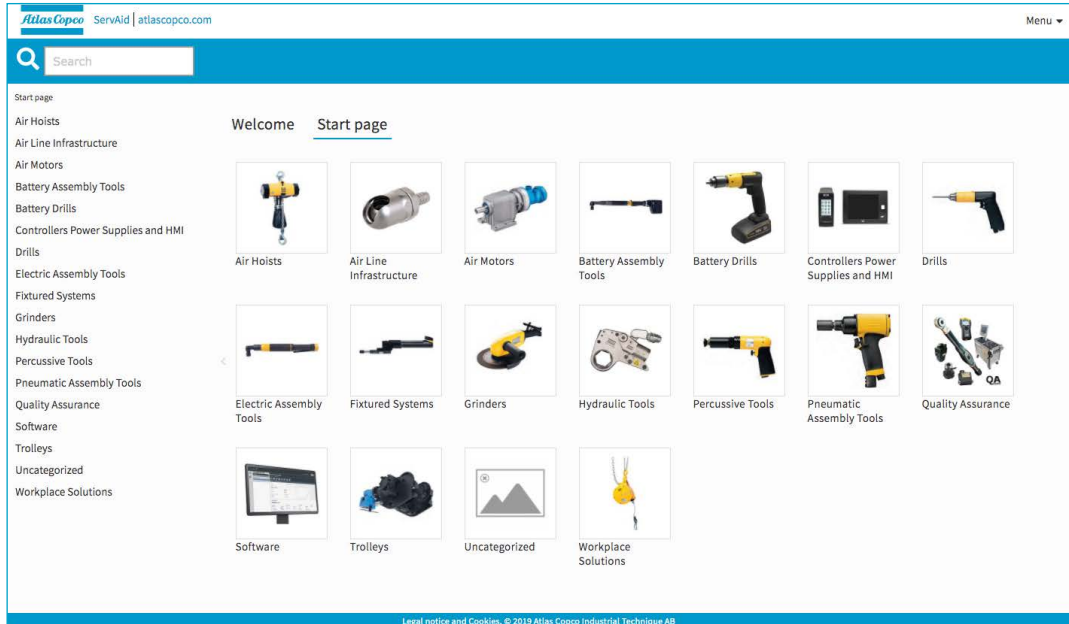 Atlas Copco ServAid | atlascopco.com
Menu
Search
Start page
Air Hoists
Air Line Infrastructure
Air Motors
Battery Assembly Tools
Battery Drills
Controllers Power Supplies and HMI
Drills
Electric Assembly Tools
Fixtured Systems
Grinders
Hydraulic Tools
Percussive Tools
Pneumatic Assembly Tools
Quality Assurance
Software
Trolleys
Uncategorized
Workplace Solutions
Welcome Start page
Air Hoists
Air Line
Infrastructure
Air Motors
Battery Assembly
Tools
Battery Drills
Controllers Power
Supplies and HMI
Drills
Electric Assembly
Tools
Fixtured Systems
Grinders
Hydraulic Tools
Percussive Tools
Pneumatic
Assembly Tools
QA
Quality Assurance
Software
Trolleys
Uncategorized
Workplace
Solutions
Legal notice and Cookies. © 2019 Atlas Copco Industrial Technique AB